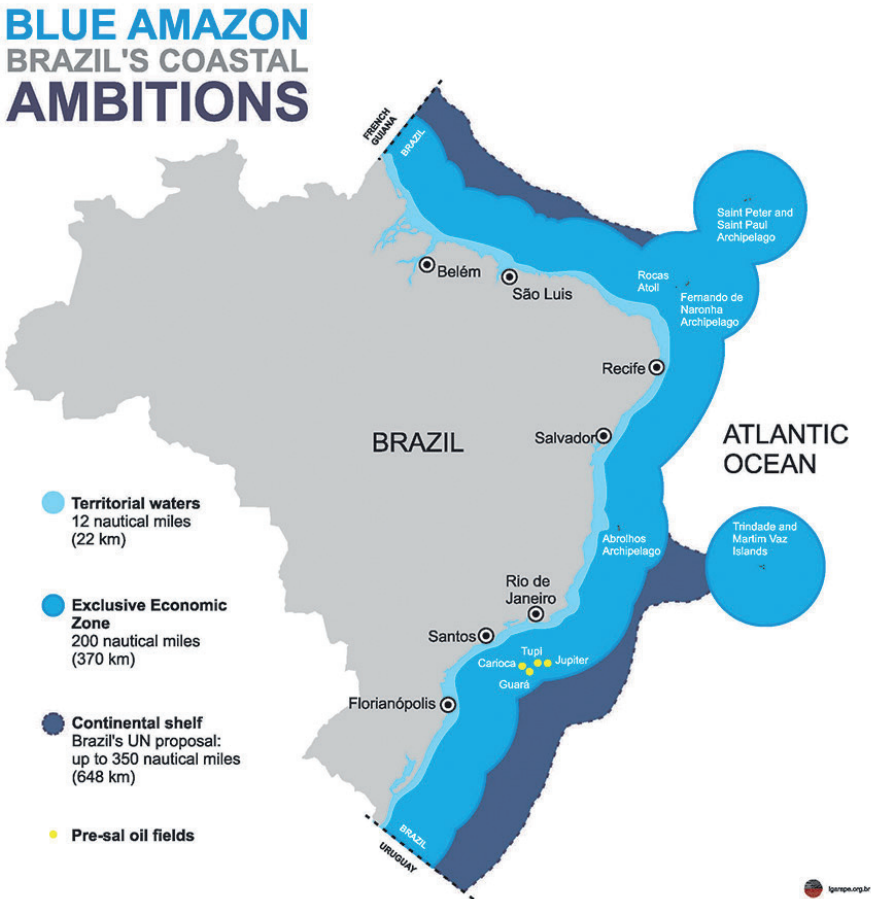 BLUE AMAZON
BRAZIL'S COASTAL
AMBITIONS
FRENCH
GUIANA
BRAZIL
Saint Peter and
Saint Paul
Archipelago
Belém
São Luis
Rocas
Atoll
Fernando de
Naronha
Archipelago
Recife
BRAZIL
Salvador
ATLANTIC
OCEAN
Territorial waters
12 nautical miles
(22 km)
Abrolhos
Archipelago
Trindade and
Martim Vaz
Islands
Exclusive Economic
Zone
200 nautical miles
(370 km)
Rio de
Janeiro
Santos
Tupi
Carioca
Jupiter
Guará
Florianópolis
Continental shelf
Brazil's UN proposal:
up to 350 nautical miles
(648 km)
Pre-sal oil fields
BRAZIL
URUGUAY
Igarape.org.br